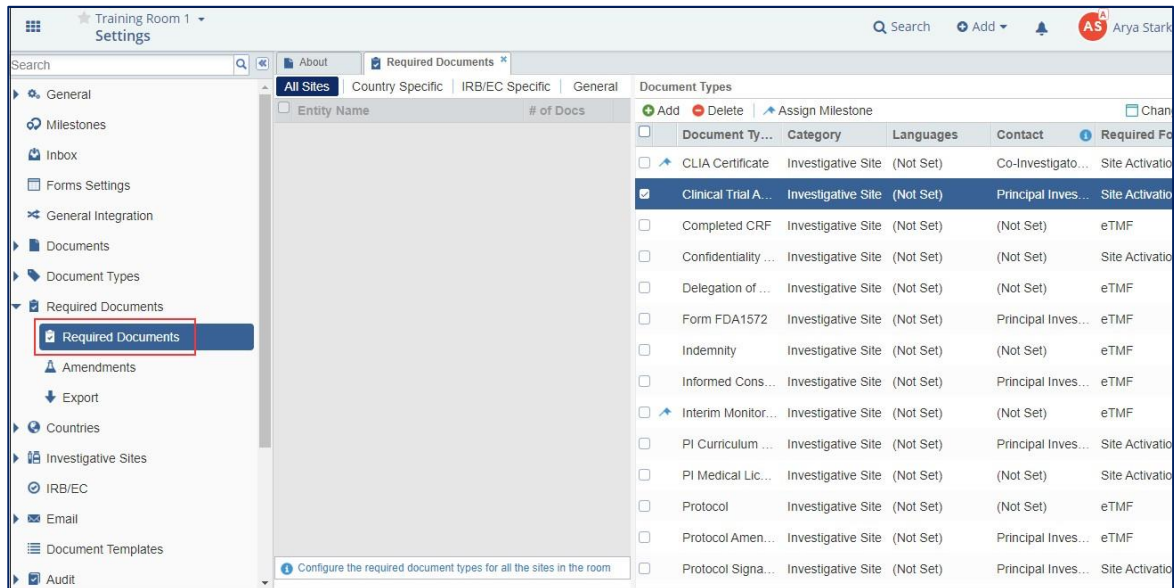 Training Room 1
Settings
Search
Add
A
AS
Arya Stark
Search
General
Milestones
Inbox
Forms Settings
General Integration
Documents
Document Types
Required Documents
Required Documents
Amendments
Export
Countries
Investigative Sites
IRB/EC
Email
Document Templates
Audit
About
Required Documents
All Sites Country Specific IRB/EC Specific General
Entity Name # of Docs
Configure the required document types for all the sites in the room
Document Types
Add Delete Assign Milestone Chang
Document Ty... Category Languages Contact Required Fo
CLIA Certificate Investigative Site (Not Set) Co-Investigato... Site Activatio
Clinical Trial A... Investigative Site (Not Set) Principal Inves... Site Activatio
Completed CRF Investigative Site (Not Set) (Not Set) eTMF
Confidentiality ... Investigative Site (Not Set) (Not Set) Site Activatio
Delegation of ... Investigative Site (Not Set) (Not Set) eTMF
Form FDA1572 Investigative Site (Not Set) Principal Inves... eTMF
Indemnity Investigative Site (Not Set) (Not Set) eTMF
Informed Cons... Investigative Site (Not Set) Principal Inves... eTMF
Interim Monitor... Investigative Site (Not Set) (Not Set) eTMF
PI Curriculum ... Investigative Site (Not Set) Principal Inves... Site Activatio
PI Medical Lic... Investigative Site (Not Set) (Not Set) Site Activatio
Protocol Investigative Site (Not Set) (Not Set) eTMF
Protocol Amen... Investigative Site (Not Set) Principal Inves... eTMF
Protocol Signa... Investigative Site (Not Set) Principal Inves... Site Activatio